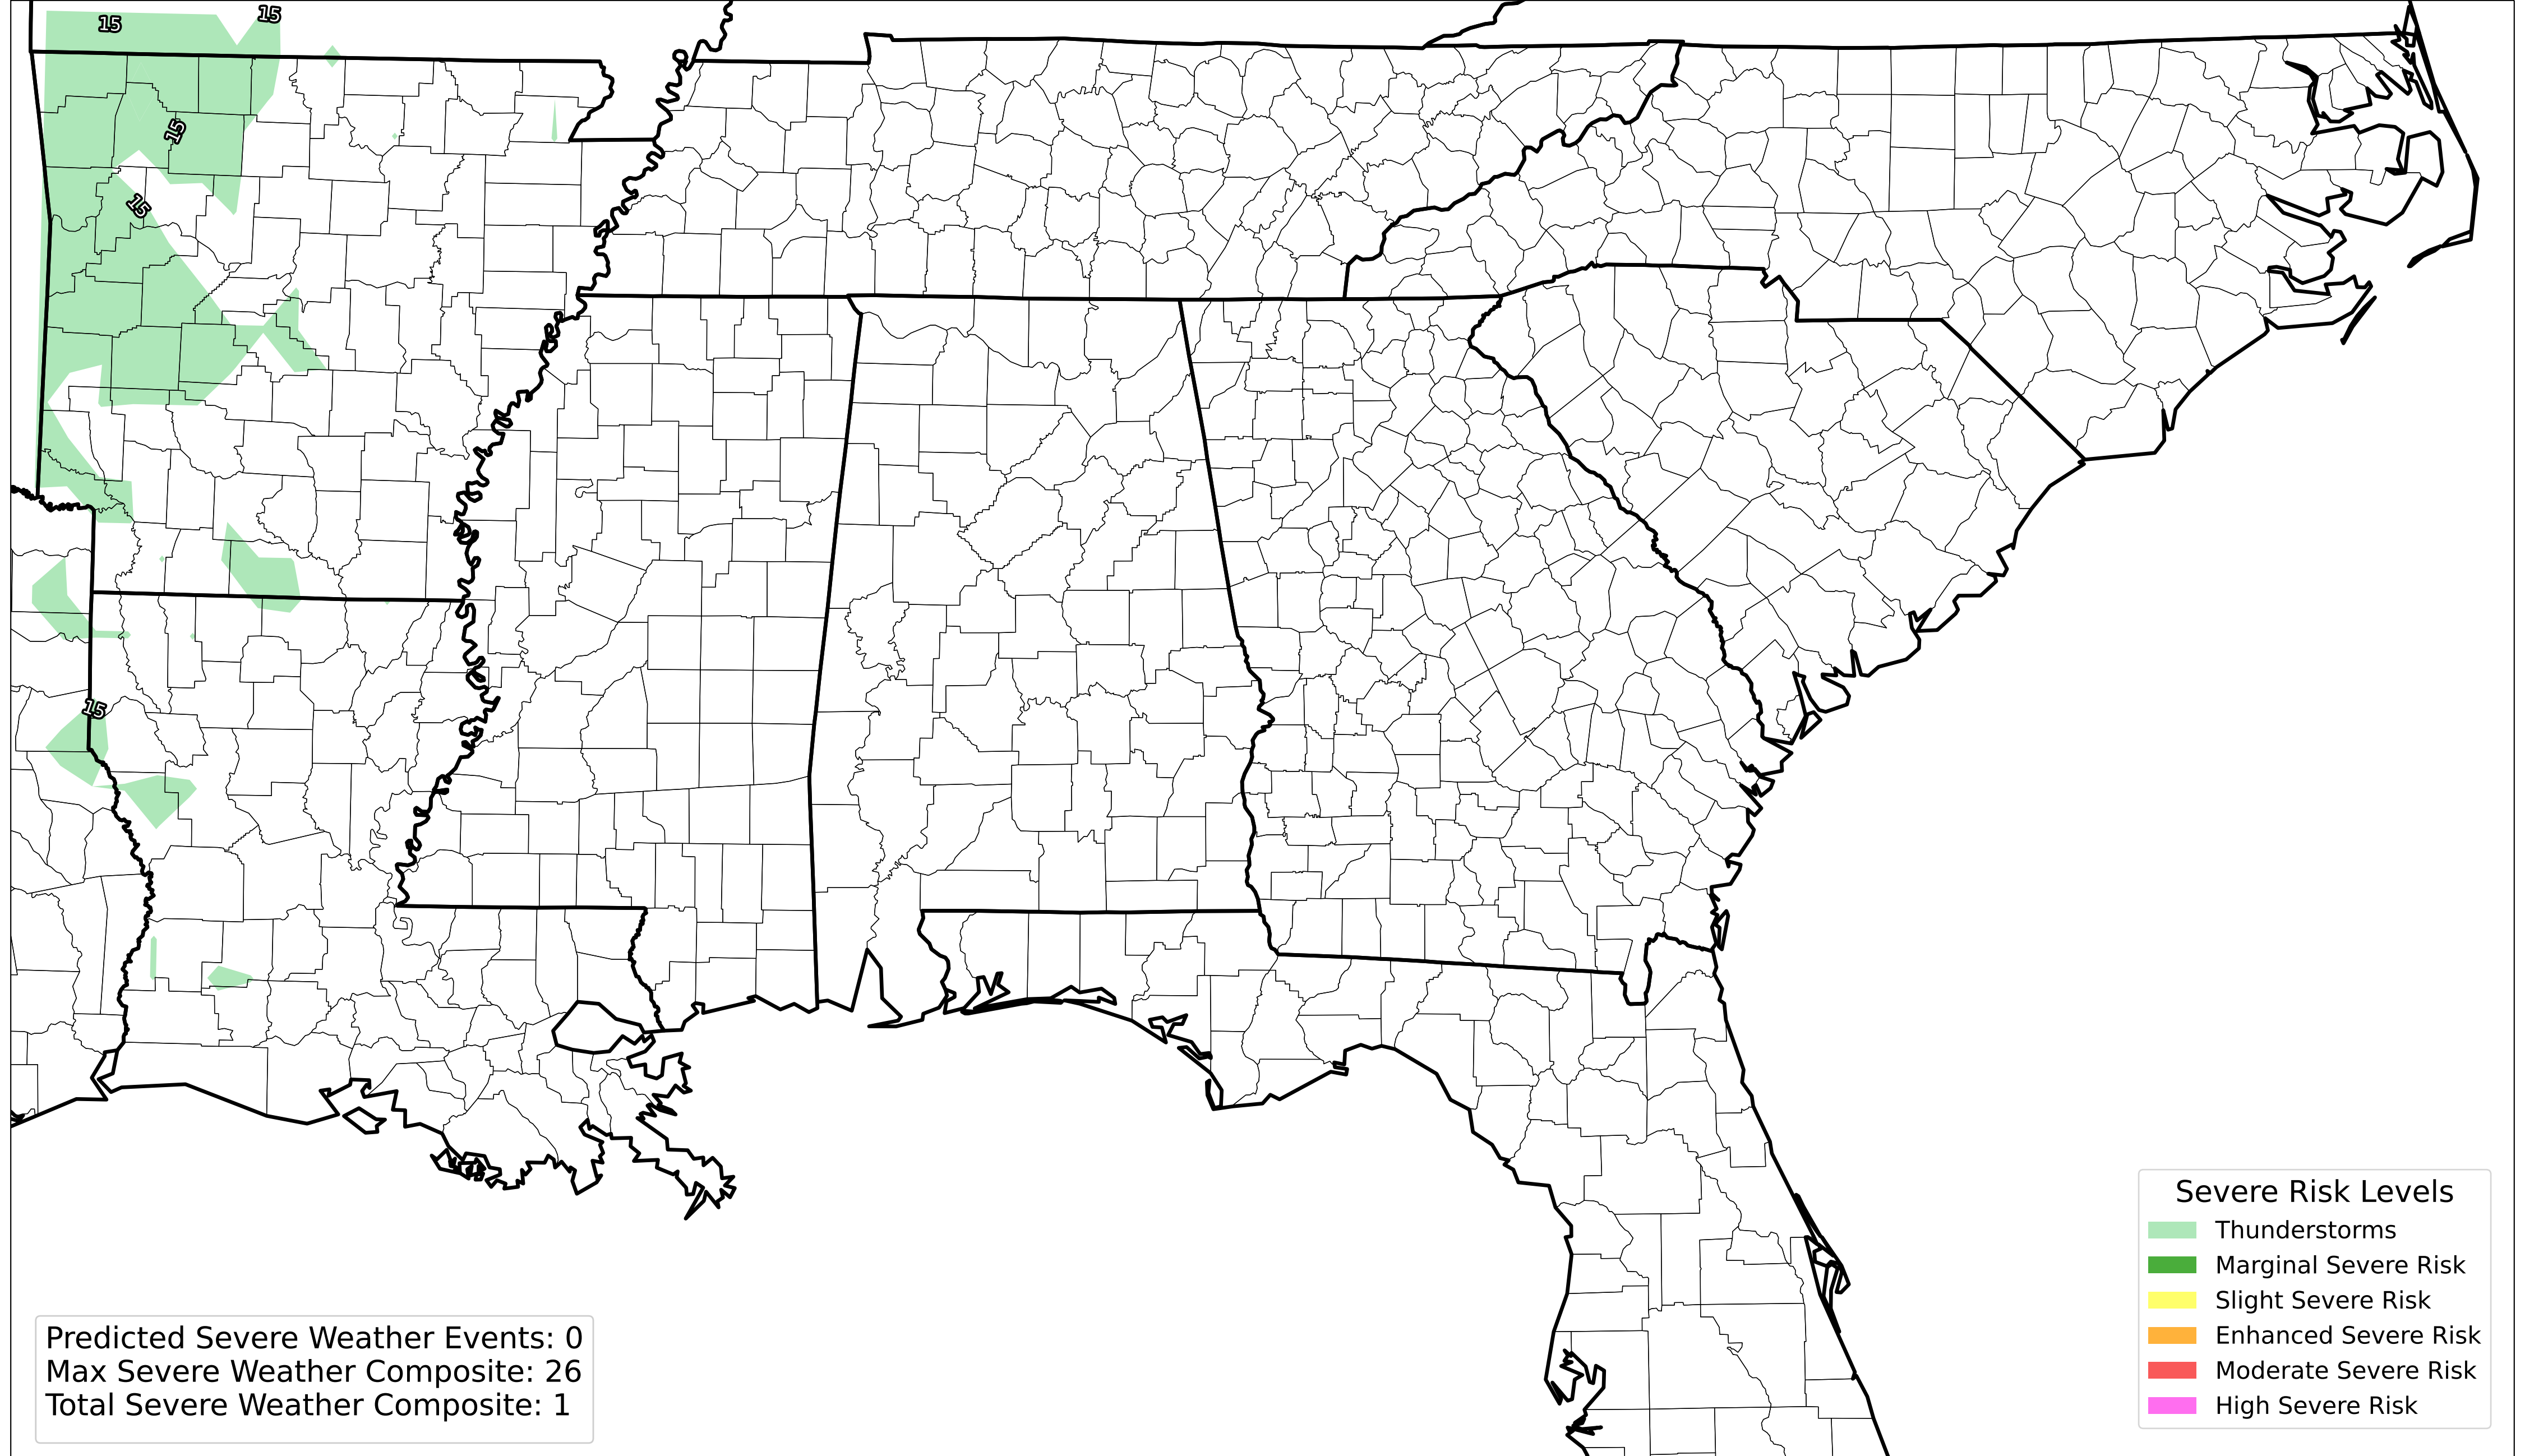 15
15
15
15
15
Predicted Severe Weather Events: 0
Max Severe Weather Composite: 26
Total Severe Weather Composite: 1
Severe Risk Levels
Thunderstorms
Marginal Severe Risk
Slight Severe Risk
Enhanced Severe Risk
Moderate Severe Risk
High Severe Risk